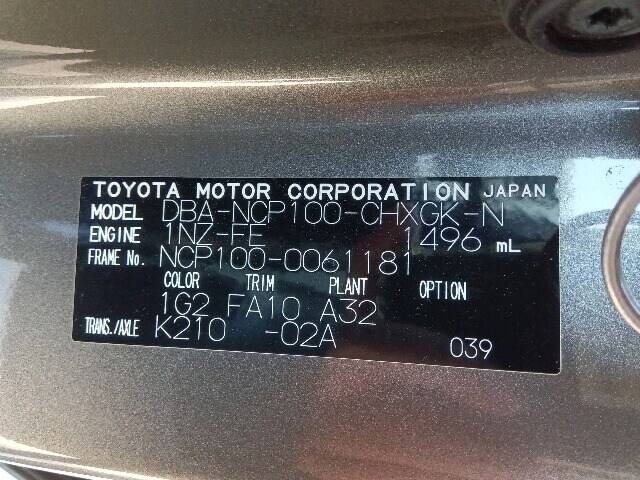 TOYOTA MOTOR CORPORATION JAPAN
MODEL DBA-NCP100-CHXGK-N
ENGINE 1NZ-FE 1496 mL
FRAME No. NCP100-0061181
COLOR TRIM PLANT OPTION
1G2 FA10 A32
TRANS./AXLE K210 -02A
039